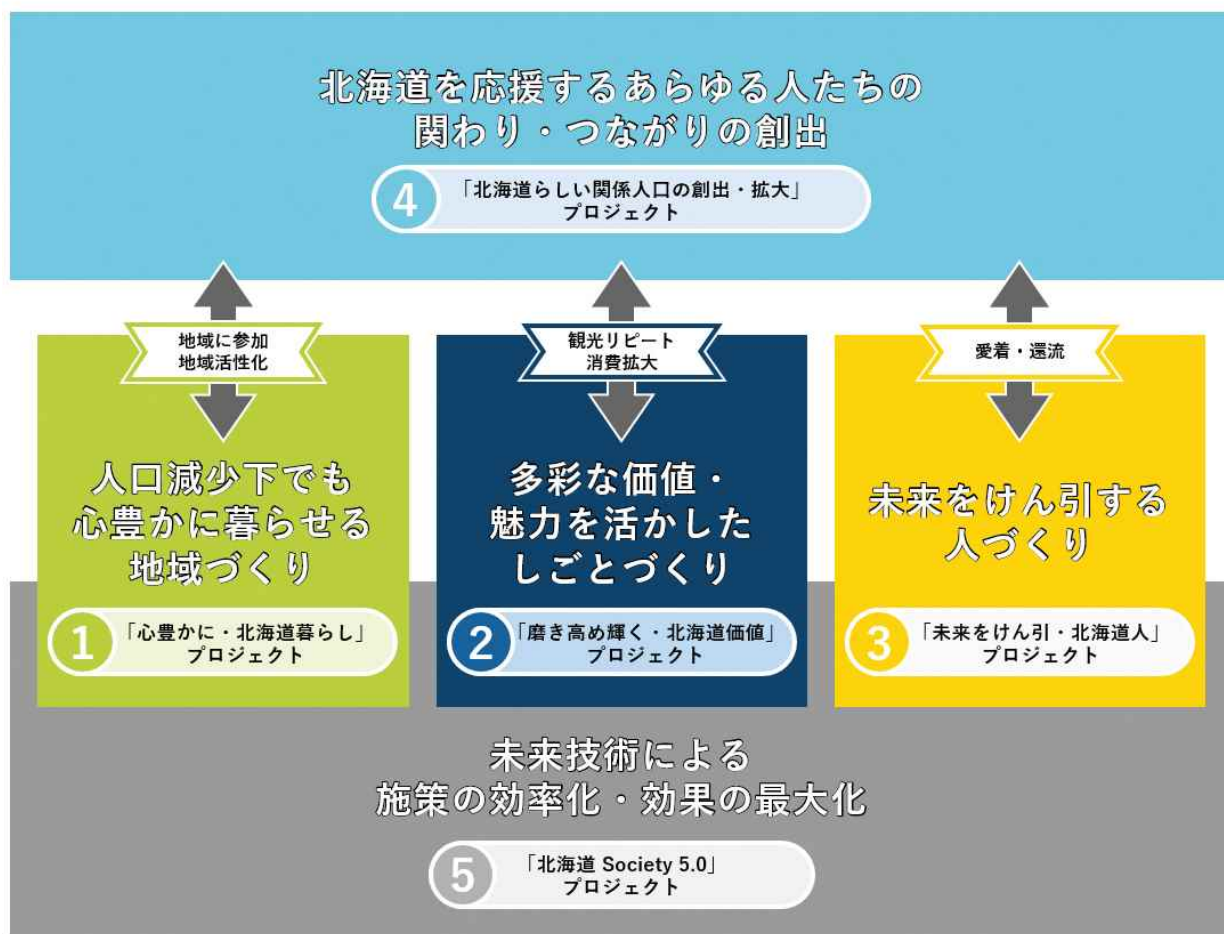 北海道を応援するあらゆる人たちの
関わり・つながりの創出
4
「北海道らしい関係人口の創出・拡大」
プロジェクト
地域に参加
地域活性化
観光リピート
消費拡大
愛着・還流
人口減少下でも
心豊かに暮らせる
地域づくり
1
「心豊かに・北海道暮らし」
プロジェクト
多彩な価値・
魅力を活かした
しごとづくり
2
「磨き高め輝く・北海道価値」
プロジェクト
未来をけん引する
人づくり
3
「未来をけん引・北海道人」
プロジェクト
未来技術による
施策の効率化・効果の最大化
5
「北海道 Society 5.0」
プロジェクト